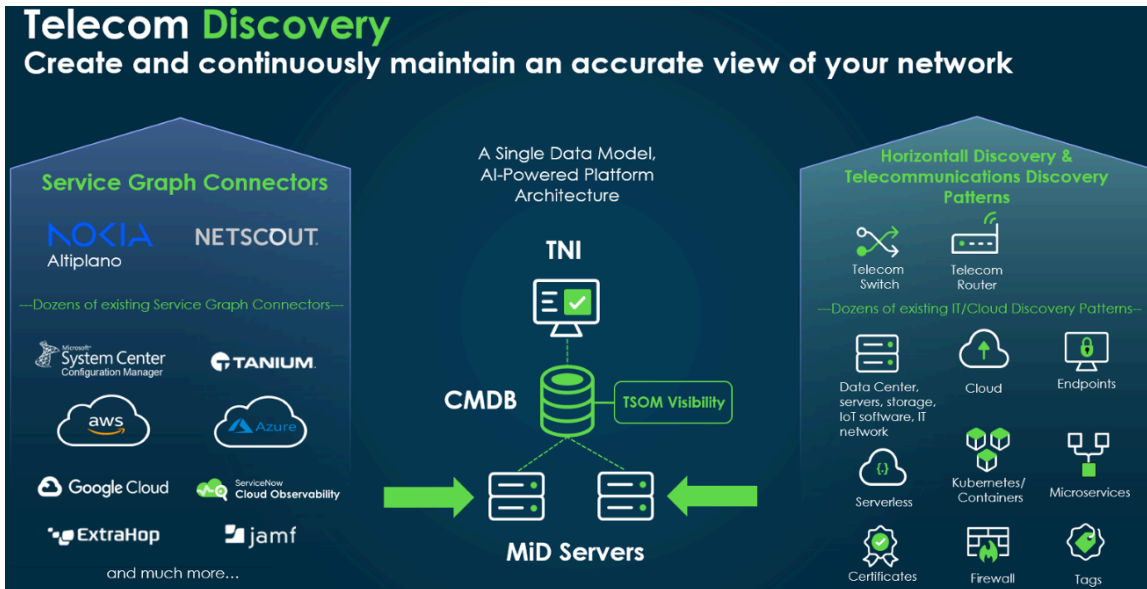 Telecom Discovery
Create and continuously maintain an accurate view of your network
Service Graph Connectors
NOKIA
Altiplano
NETSCOUT.
---Dozens of existing Service Graph Connectors---
Microsoft
System Center
Configuration Manager
TANIUM.
aws
Azure
Google Cloud
ServiceNow
Cloud Observability
ExtraHop
jamf
and much more...
A Single Data Model,
AI-Powered Platform
Architecture
TNI
CMDB
TSOM Visibility
MiD Servers
Horizontall Discovery &
Telecommunications Discovery
Patterns
Telecom
Switch
Telecom
Router
---Dozens of existing IT/Cloud Discovery Patterns--
Data Center,
servers, storage,
IoT software, IT
network
Cloud
Endpoints
{.}
Serverless
Kubernetes/
Containers
Microservices
Certificates
Firewall
Tags